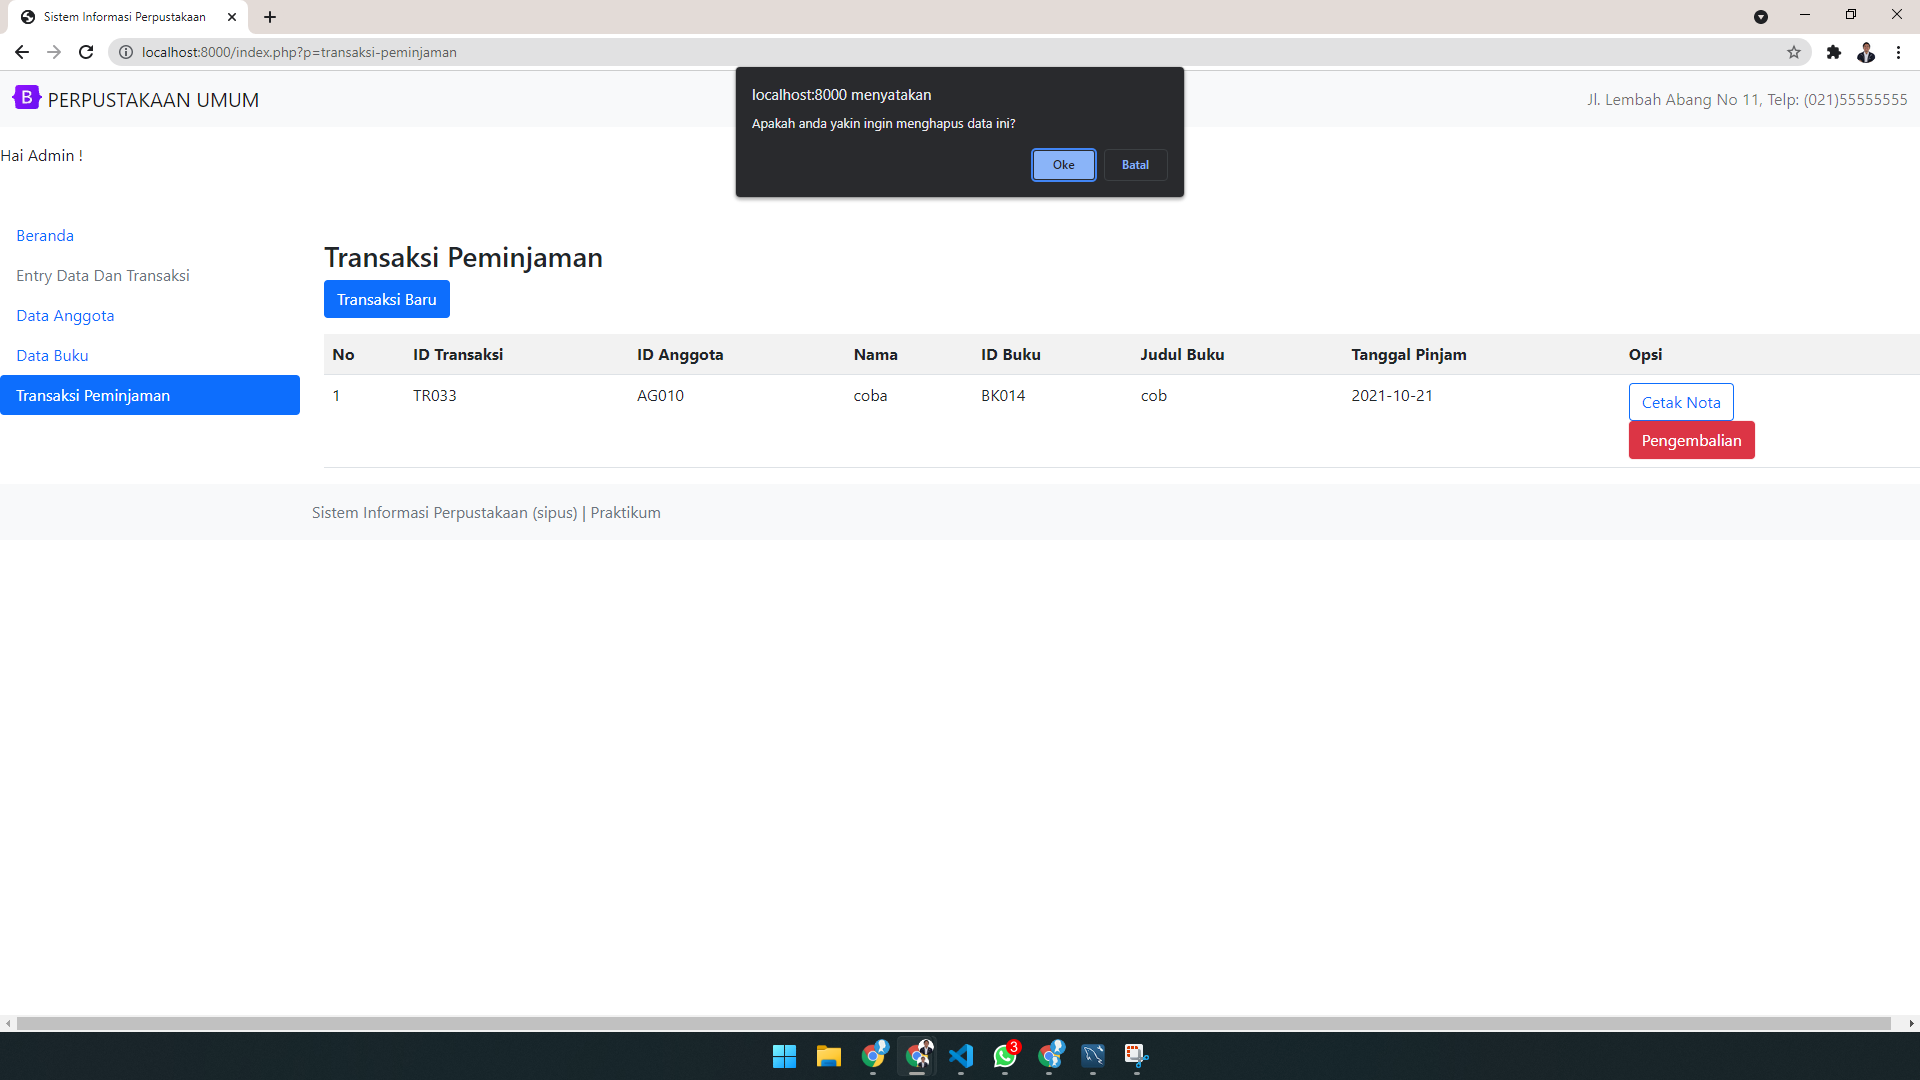 Sistem Informasi Perpustakaan
localhost:8000/index.php?p=transaksi-peminjaman
B PERPUSTAKAAN UMUM
Jl. Lembah Abang No 11, Telp: (021)55555555
localhost:8000 menyatakan
Apakah anda yakin ingin menghapus data ini?
Oke Batal
Hai Admin !
Beranda
Entry Data Dan Transaksi
Data Anggota
Data Buku
Transaksi Peminjaman
Transaksi Peminjaman
Transaksi Baru
No ID Transaksi ID Anggota Nama ID Buku Judul Buku Tanggal Pinjam Opsi
1 TR033 AG010 coba BK014 cob 2021-10-21 Cetak Nota
Pengembalian
Sistem Informasi Perpustakaan (sipus) | Praktikum
3